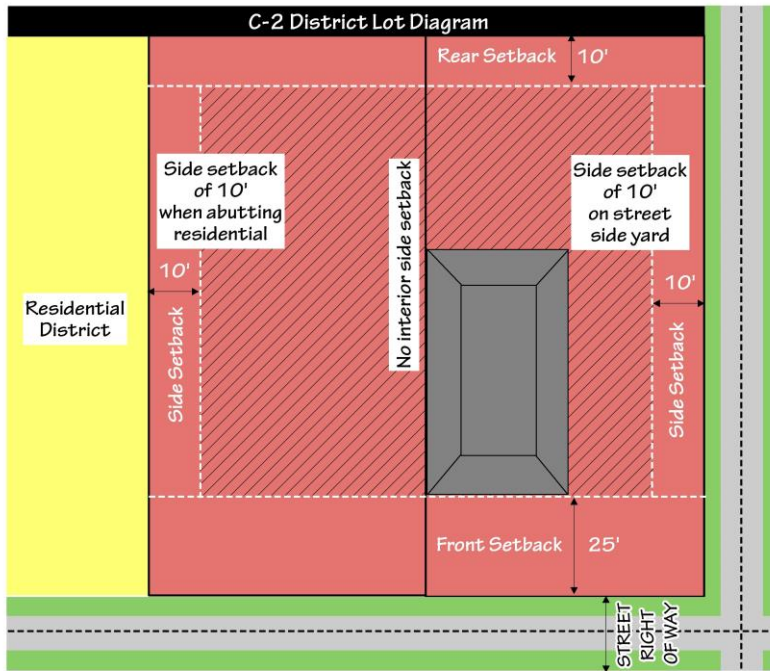 C-2 District Lot Diagram
Rear Setback 10'
Side setback
of 10'
when abutting
residential
No interior side setback
Side setback
of 10'
on street
side yard
10'
10'
Residential
District
Side Setback
Side Setback
Front Setback 25'
STREET
RIGHT
OF WAY